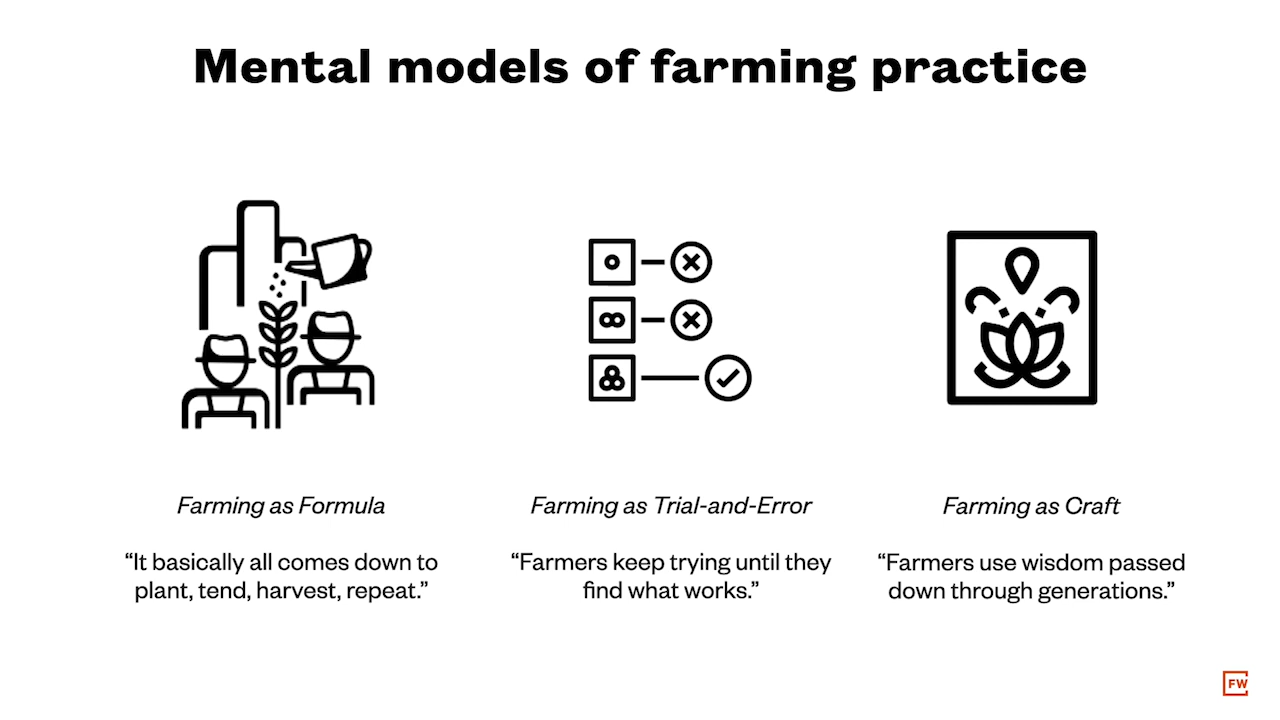 Mental models of farming practice
Farming as Formula
“It basically all comes down to
plant, tend, harvest, repeat.”
Farming as Trial-and-Error
“Farmers keep trying until they
find what works.”
Farming as Craft
“Farmers use wisdom passed
down through generations.”
FW